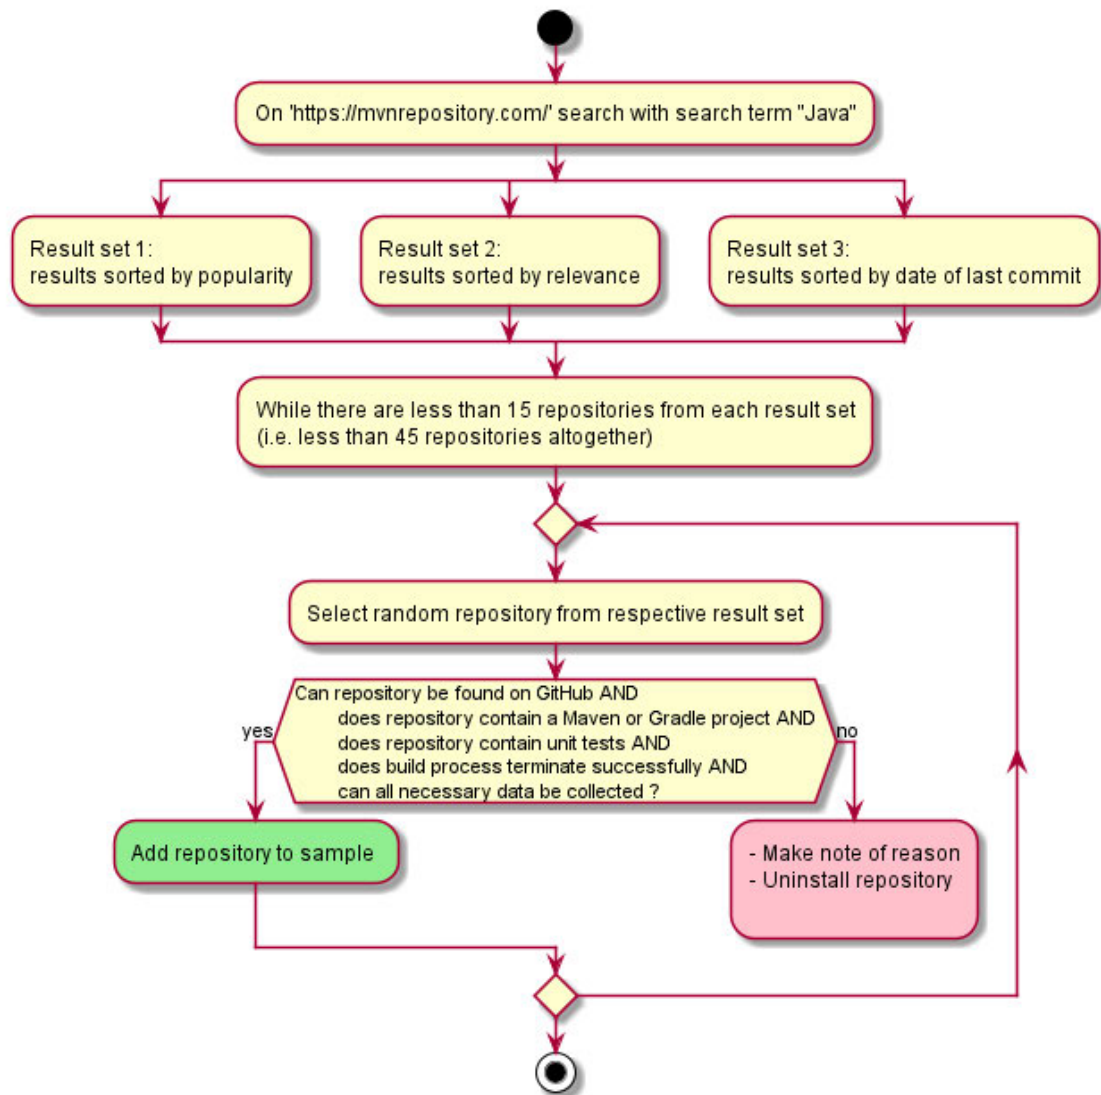 On 'https://mvnrepository.com/' search with search term "Java"
Result set 1:
results sorted by popularity
Result set 2:
results sorted by relevance
Result set 3:
results sorted by date of last commit
While there are less than 15 repositories from each result set
(i.e. less than 45 repositories altogether)
Select random repository from respective result set
Can repository be found on GitHub AND
does repository contain a Maven or Gradle project AND
does repository contain unit tests AND
does build process terminate successfully AND
can all necessary data be collected ?
yes
no
Add repository to sample
- Make note of reason
- Uninstall repository